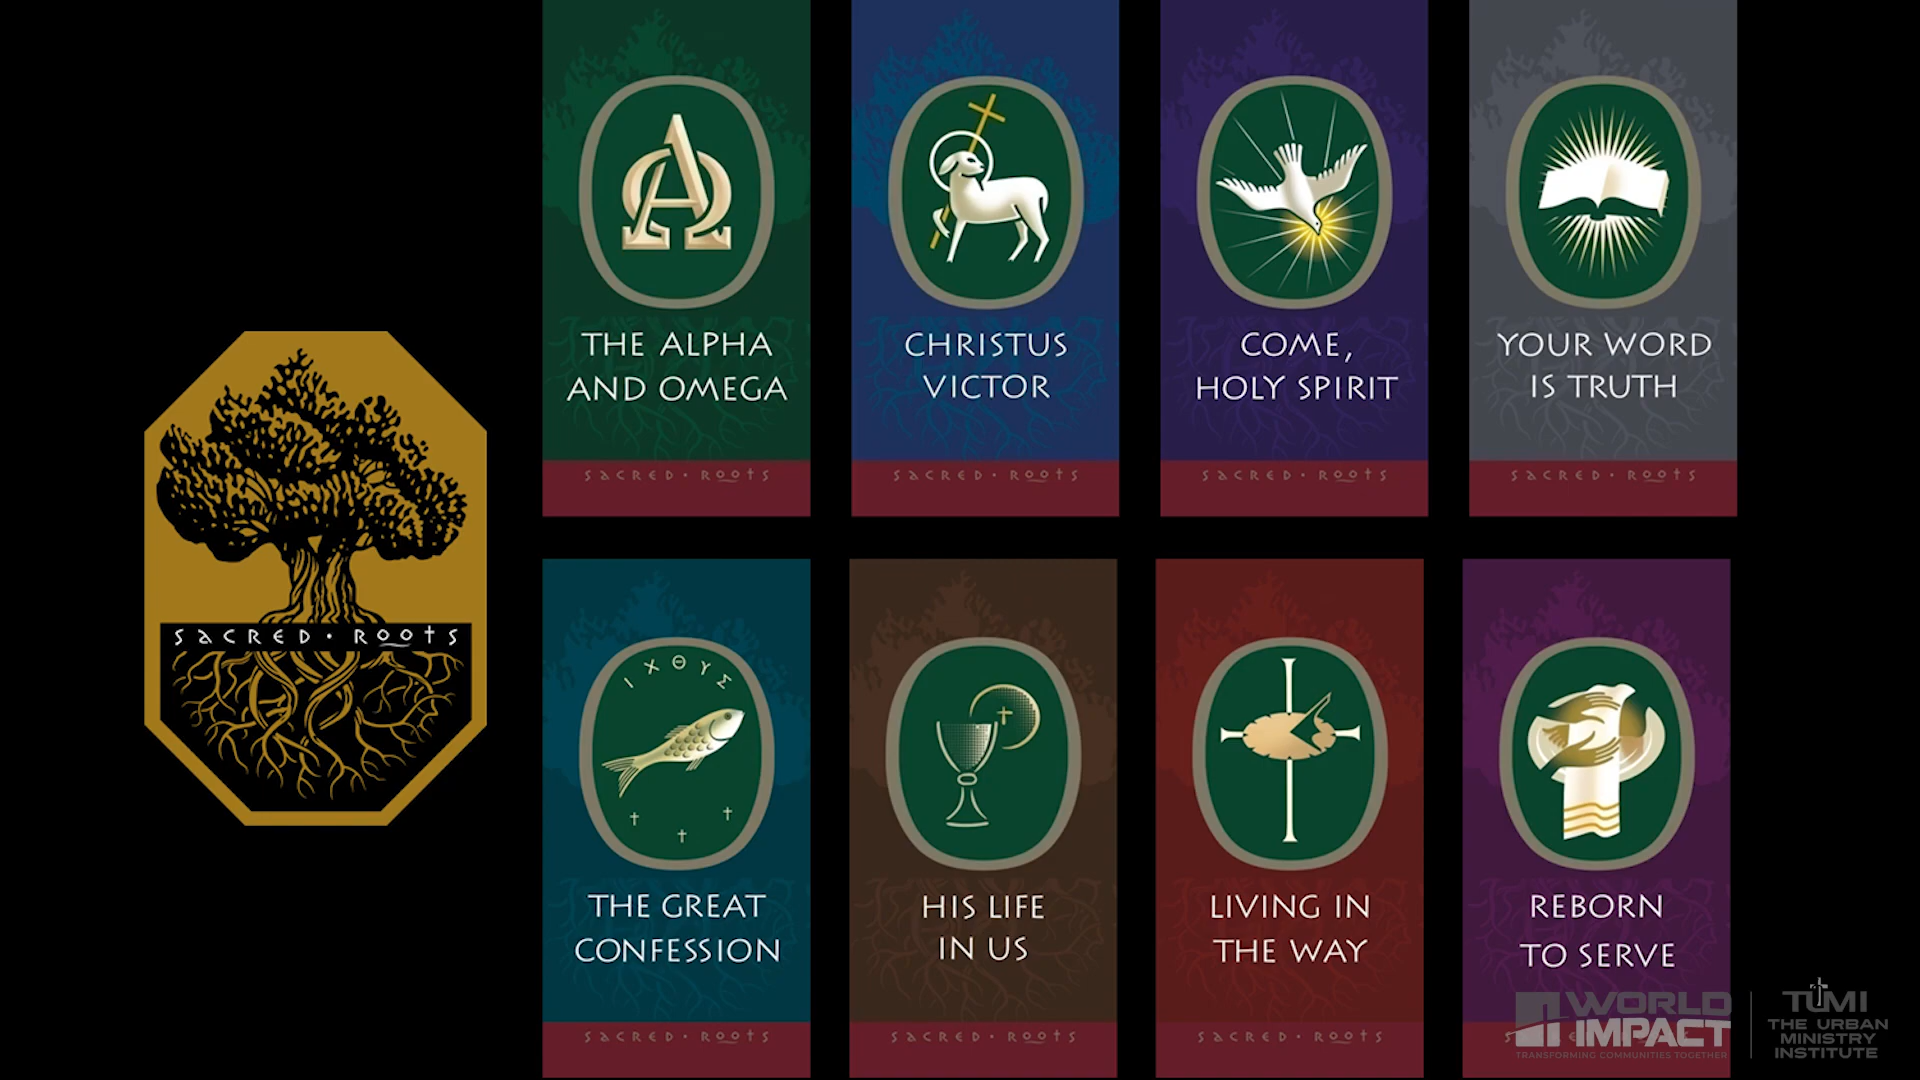 SACRED • ROOTS
THE ALPHA
AND OMEGA
SACRED • ROOTS
CHRISTUS
VICTOR
SACRED • ROOTS
COME,
HOLY SPIRIT
SACRED • ROOTS
YOUR WORD
IS TRUTH
SACRED • ROOTS
Ι Χ Θ Υ Σ
THE GREAT
CONFESSION
SACRED • ROOTS
HIS LIFE
IN US
SACRED • ROOTS
LIVING IN
THE WAY
SACRED • ROOTS
REBORN
TO SERVE
WORLD
IMPACT
TRANSFORMING COMMUNITIES TOGETHER
TUMI
THE URBAN
MINISTRY
INSTITUTE